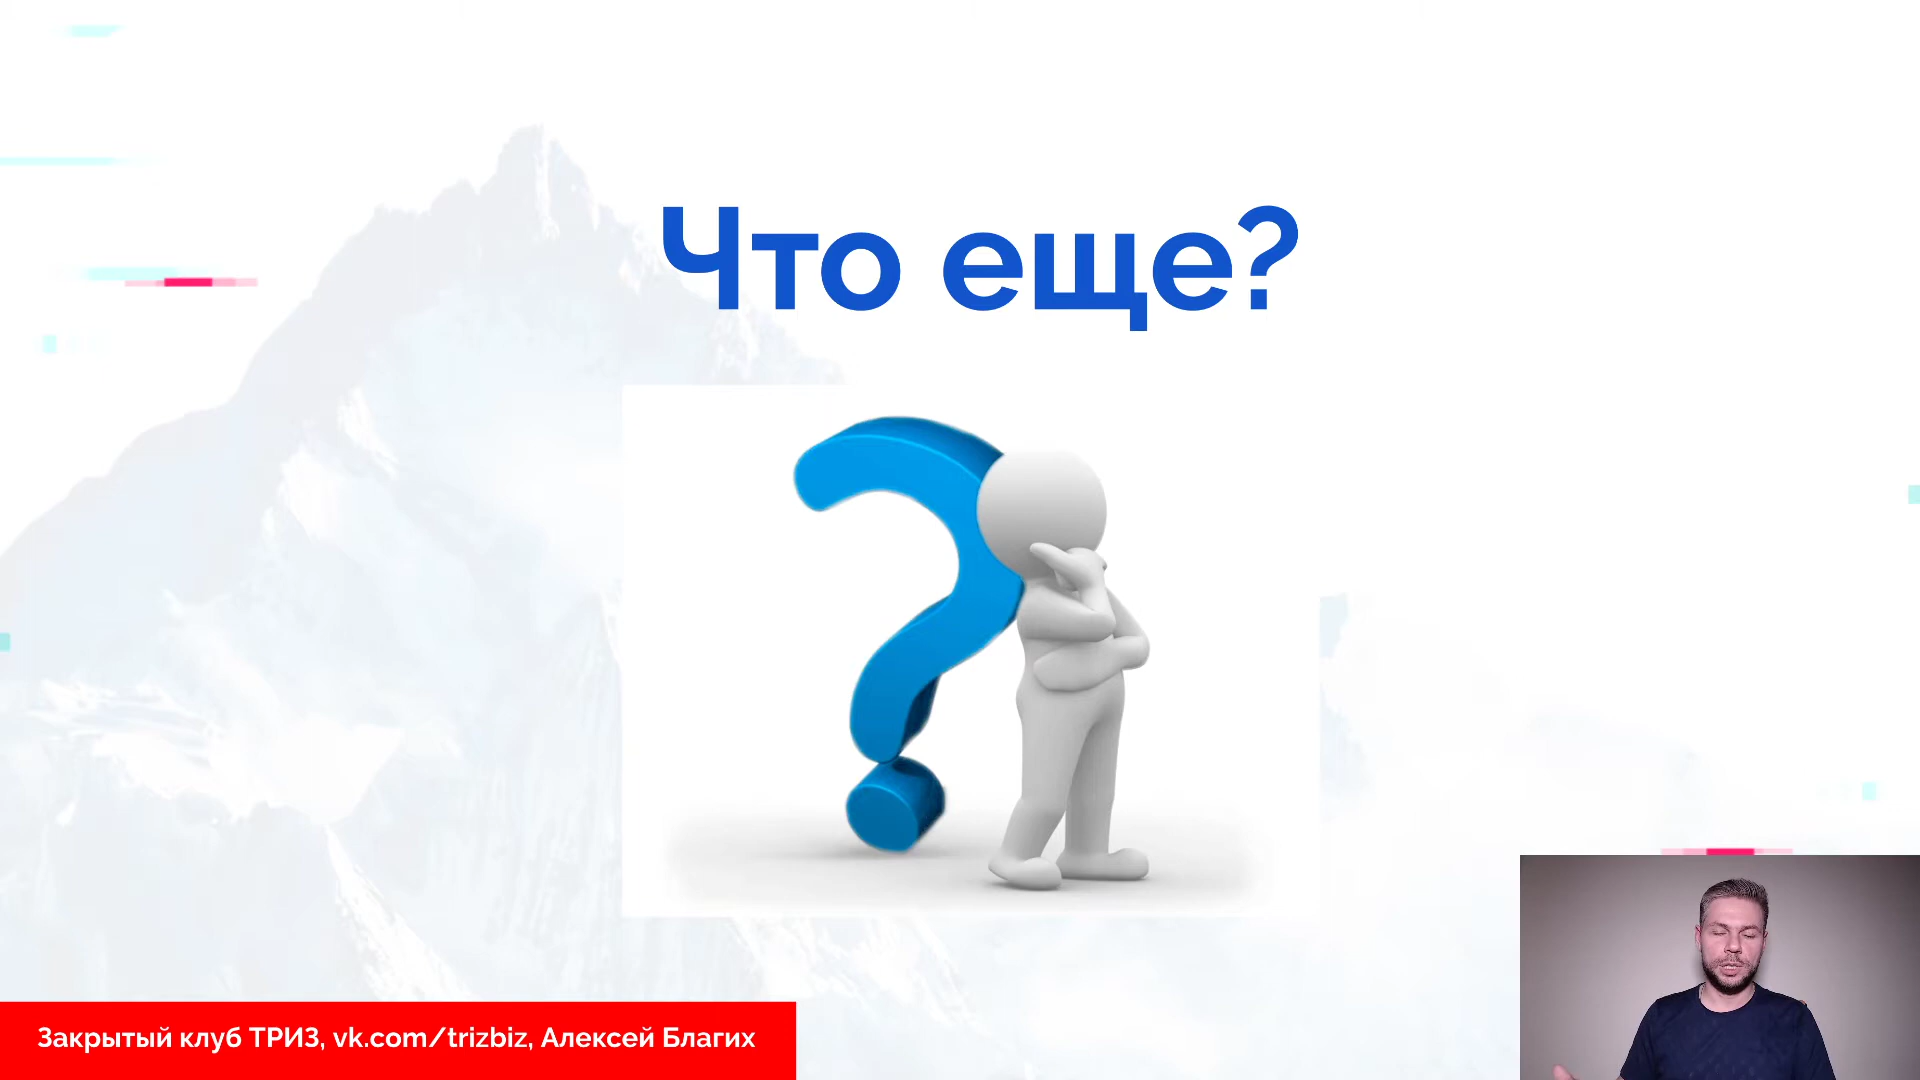 Что еще?
Закрытый клуб ТРИЗ, vk.com/trizbiz, Алексей Благих